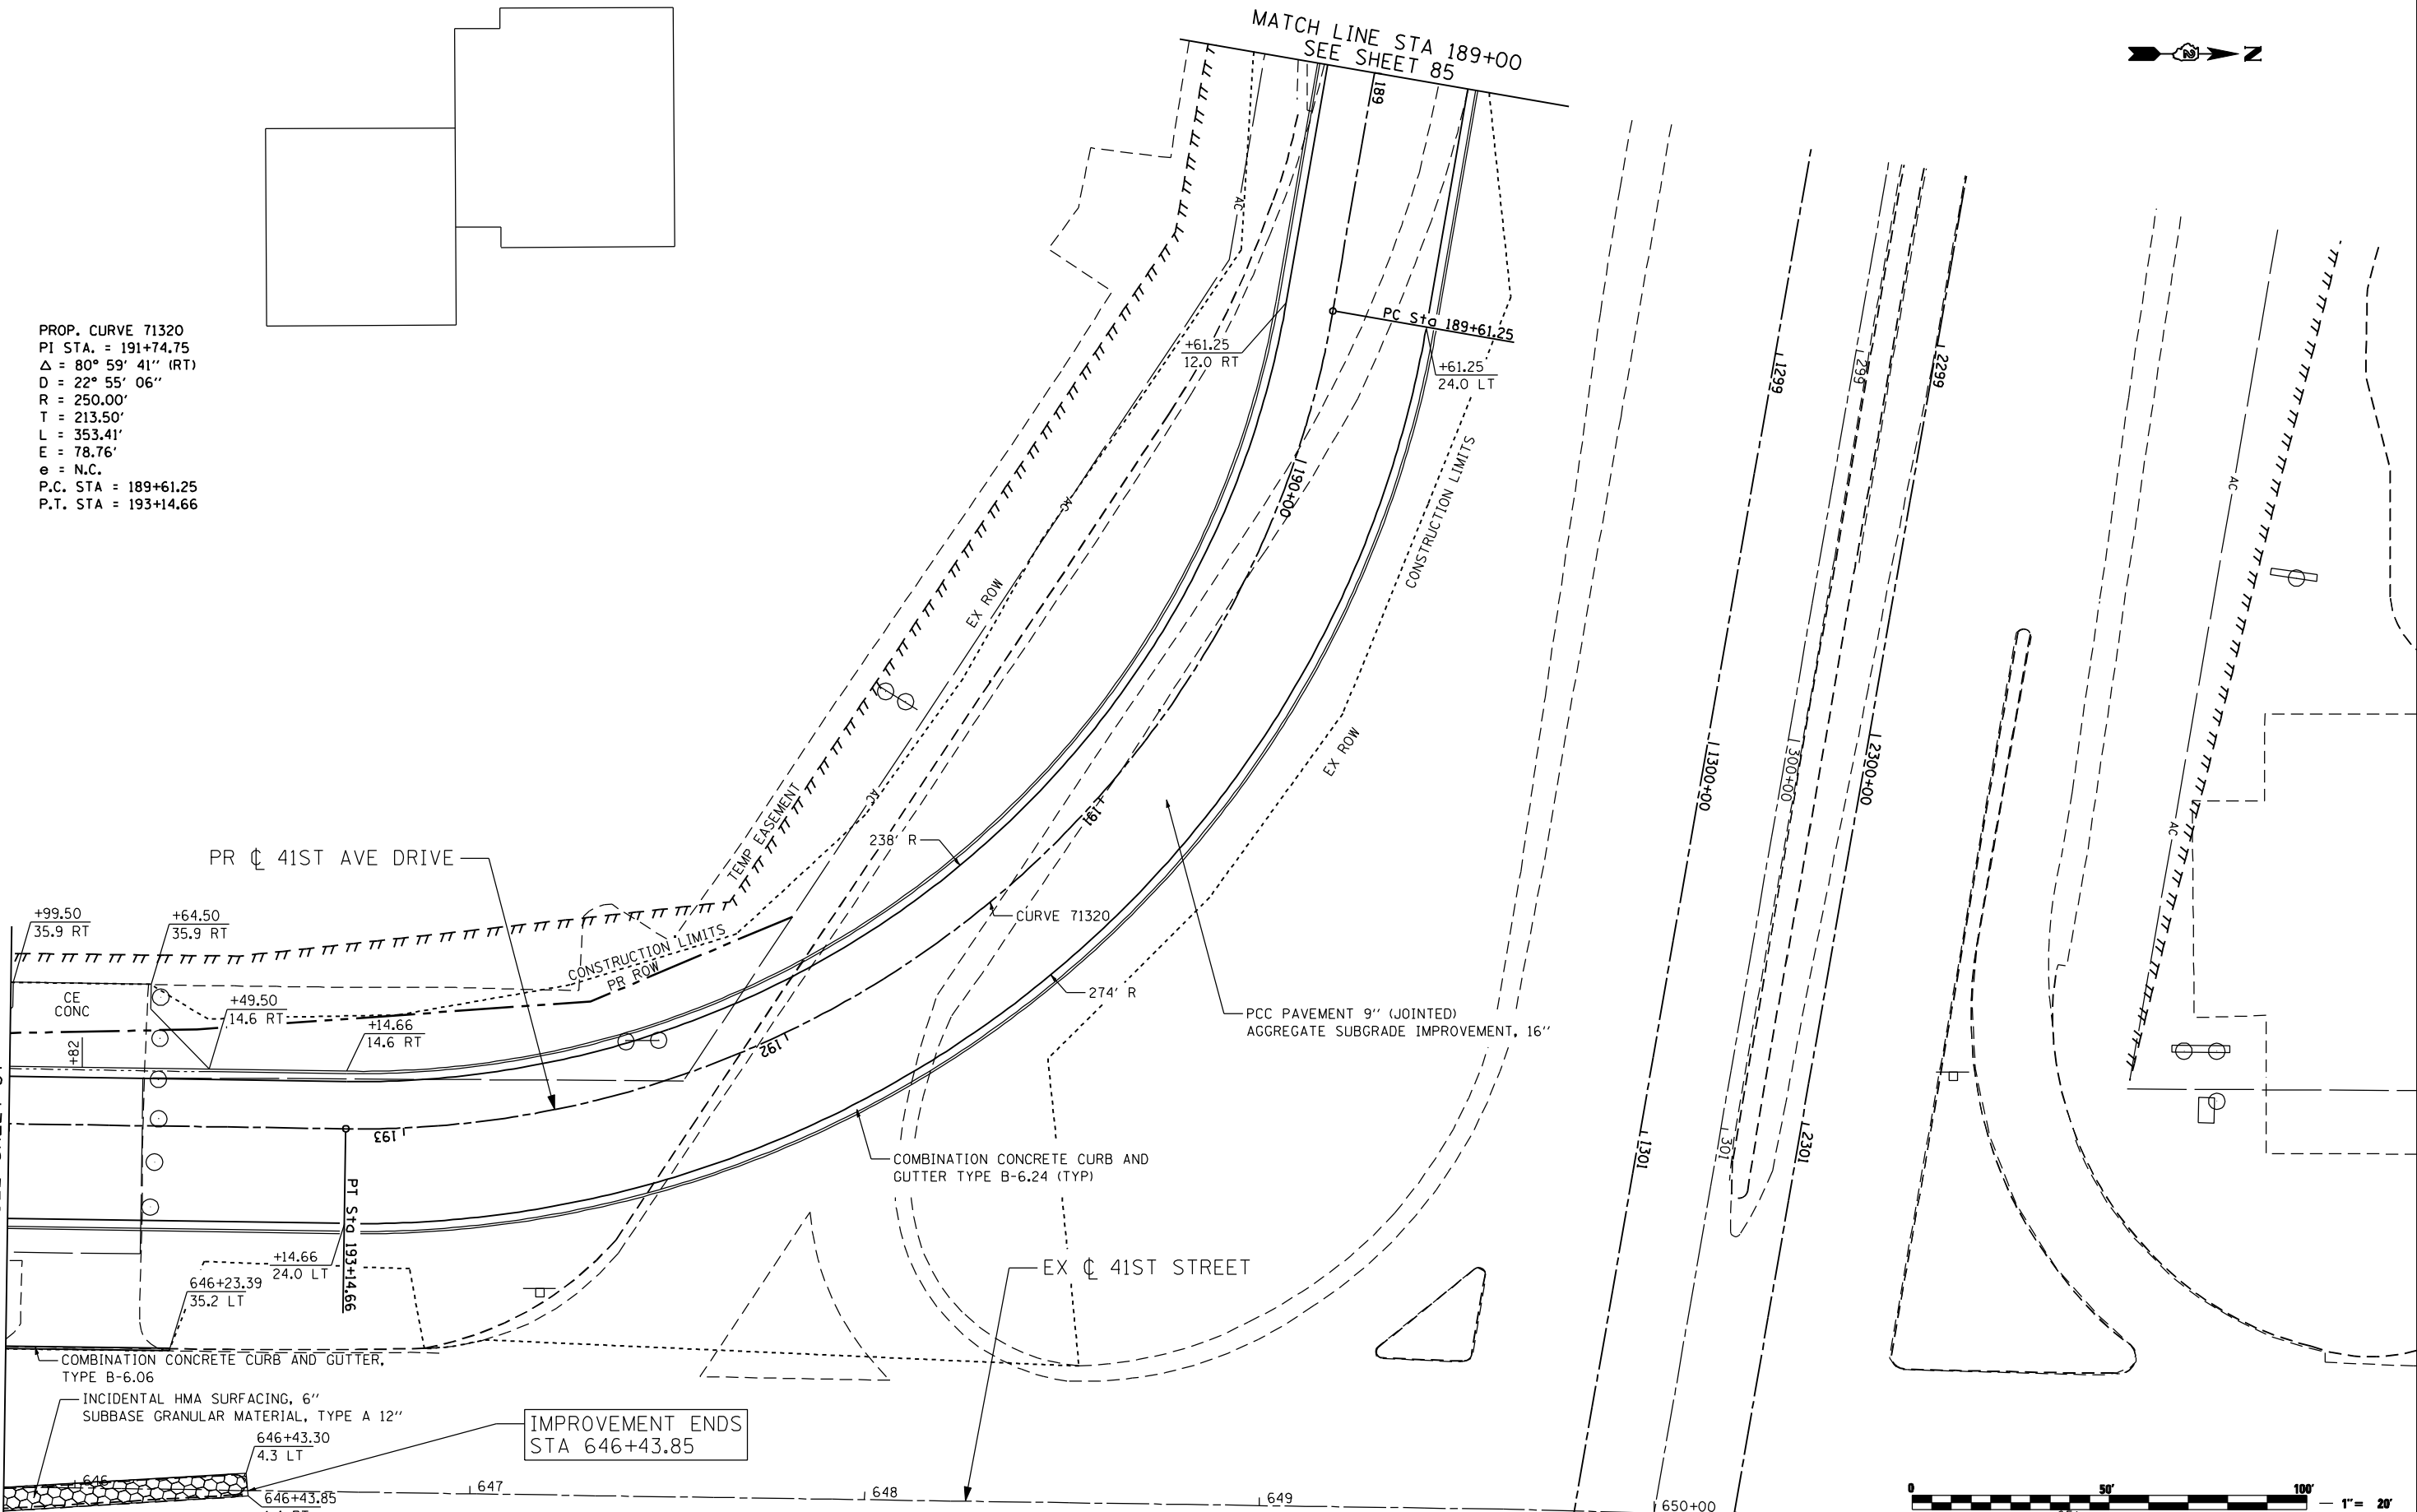 MATCH LINE STA 189+00
SEE SHEET 85
N
189
PROP. CURVE 71320
PI STA. = 191+74.75
Δ = 80° 59' 41'' (RT)
D = 22° 55' 06''
R = 250.00'
T = 213.50'
L = 353.41'
E = 78.76'
e = N.C.
P.C. STA = 189+61.25
P.T. STA = 193+14.66
AC
PC Sta 189+61.25
+61.25
12.0 RT
+61.25
24.0 LT
1299
299
2299
190+00
CONSTRUCTION LIMITS
AC
AC
EX ROW
EX ROW
1300+00
300+00
2300+00
AC
AC
TEMP EASEMENT
191
238' R
PR ℄ 41ST AVE DRIVE
CURVE 71320
+99.50
35.9 RT
+64.50
35.9 RT
CONSTRUCTION LIMITS
PR ROW
CE
CONC
+49.50
14.6 RT
+14.66
14.6 RT
+82
192
274' R
PCC PAVEMENT 9'' (JOINTED)
AGGREGATE SUBGRADE IMPROVEMENT, 16''
193
1301
301
2301
COMBINATION CONCRETE CURB AND
GUTTER TYPE B-6.24 (TYP)
PT Sta 193+14.66
+14.66
24.0 LT
646+23.39
35.2 LT
EX ℄ 41ST STREET
COMBINATION CONCRETE CURB AND GUTTER,
TYPE B-6.06
INCIDENTAL HMA SURFACING, 6''
SUBBASE GRANULAR MATERIAL, TYPE A 12''
IMPROVEMENT ENDS
STA 646+43.85
646+43.30
4.3 LT
646
647
648
649
650+00
646+43.85
0 50' 100'
1''= 20'